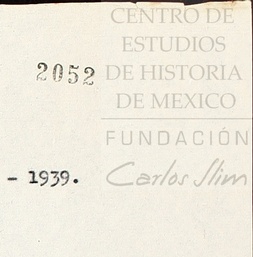 CENTRO DE
ESTUDIOS
2052 DE HISTORIA
DE MEXICO
FUNDACIÓN
- 1939. Carlos Slim